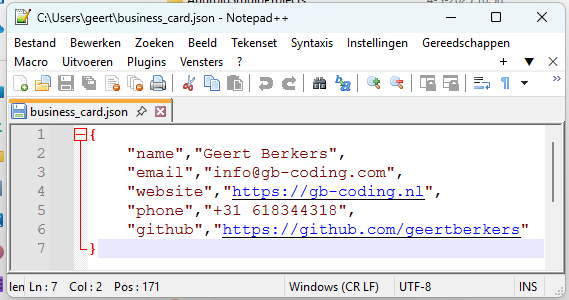 C:\Users\geert\business_card.json - Notepad++
Bestand Bewerken Zoeken Beeld Tekenset Syntaxis Instellingen Gereedschappen
Macro Uitvoeren Plugins Vensters ? + ▼ ×
business_card.json
1 {
2 "name","Geert Berkers",
3 "email","info@gb-coding.com",
4 "website","https://gb-coding.nl",
5 "phone","+31 618344318",
6 "github","https://github.com/geertberkers"
7 }
len Ln : 7 Col : 2 Pos : 171 Windows (CR LF) UTF-8 INS